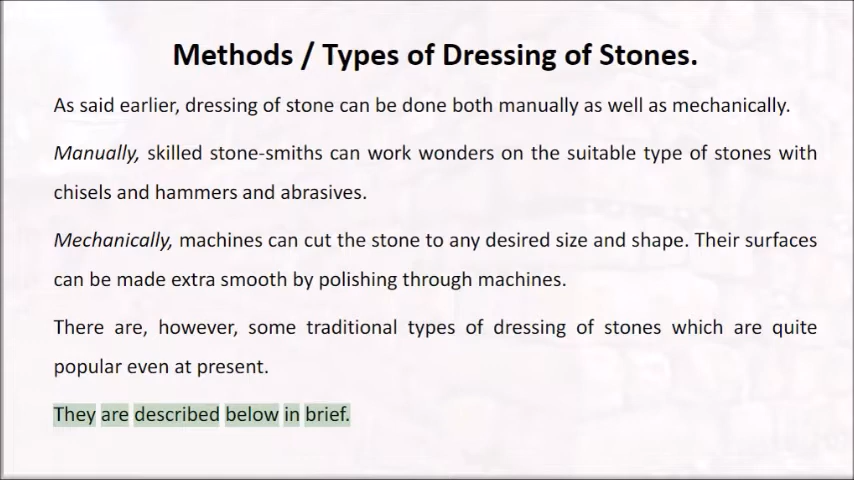 Methods / Types of Dressing of Stones.
As said earlier, dressing of stone can be done both manually as well as mechanically.
Manually, skilled stone-smiths can work wonders on the suitable type of stones with
chisels and hammers and abrasives.
Mechanically, machines can cut the stone to any desired size and shape. Their surfaces
can be made extra smooth by polishing through machines.
There are, however, some traditional types of dressing of stones which are quite
popular even at present.
They are described below in brief.